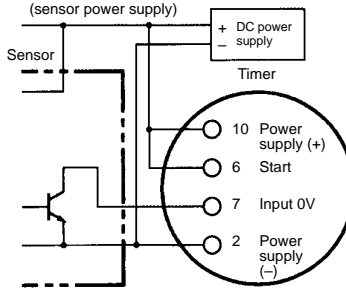 (sensor power supply)
+ DC power
– supply
Sensor
Timer
10 Power
supply (+)
6 Start
7 Input 0V
2 Power
supply
(–)